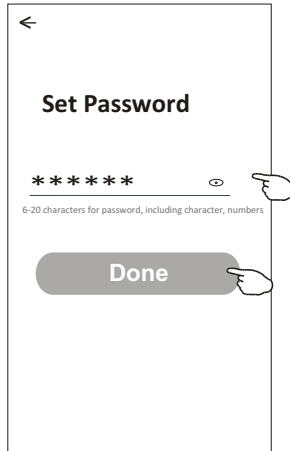 Set Password
******
6-20 characters for password, including character, numbers
Done